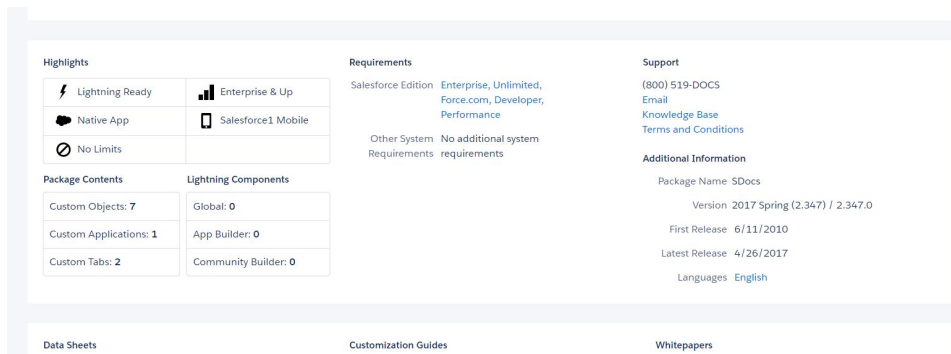 Highlights
Lightning Ready
Enterprise & Up
Native App
Salesforce1 Mobile
No Limits
Package Contents
Custom Objects: 7
Custom Applications: 1
Custom Tabs: 2
Lightning Components
Global: 0
App Builder: 0
Community Builder: 0
Requirements
Salesforce Edition Enterprise, Unlimited,
Force.com, Developer,
Performance
Other System No additional system
Requirements requirements
Support
(800) 519-DOCS
Email
Knowledge Base
Terms and Conditions
Additional Information
Package Name SDocs
Version 2017 Spring (2.347) / 2.347.0
First Release 6/11/2010
Latest Release 4/26/2017
Languages English
Data Sheets
Customization Guides
Whitepapers